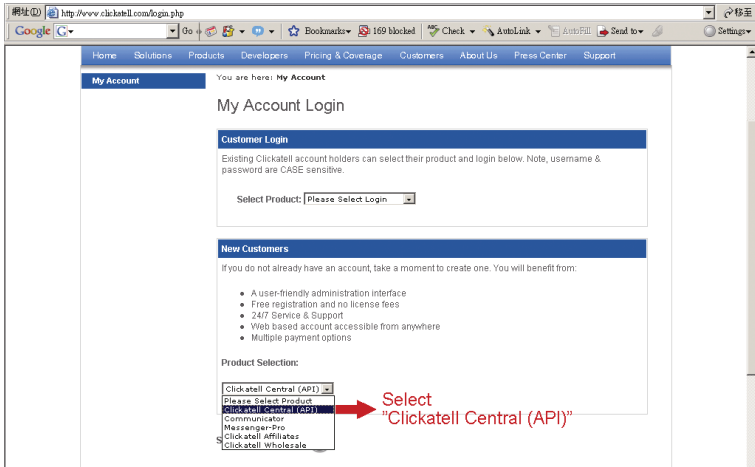 網址(D) http://www.clickatell.com/login.php 移至
Google G Go Bookmarks 169 blocked Check AutoLink AutoFill Send to Settings
Home Solutions Products Developers Pricing & Coverage Customers About Us Press Center Support
My Account
You are here: My Account
My Account Login
Customer Login
Existing Clickatell account holders can select their product and login below. Note, username &
password are CASE sensitive.
Select Product: Please Select Login
New Customers
If you do not already have an account, take a moment to create one. You will benefit from:
A user-friendly administration interface
Free registration and no license fees
24/7 Service & Support
Web based account accessible from anywhere
Multiple payment options
Product Selection:
Clickatell Central (API)
Please Select Product
Clickatell Central (API)
Communicator
Messenger-Pro
Clickatell Affiliates
Clickatell Wholesale
Select
"Clickatell Central (API)"
S